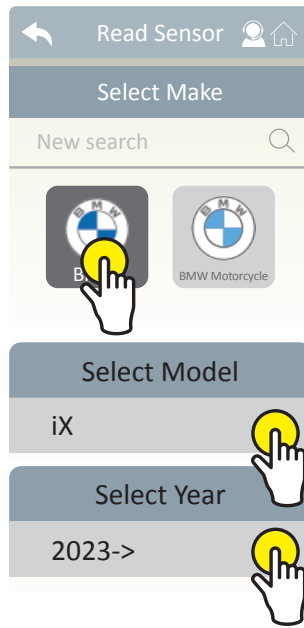 Read Sensor
Select Make
New search
BMW Motorcycle
Select Model
iX
Select Year
2023->